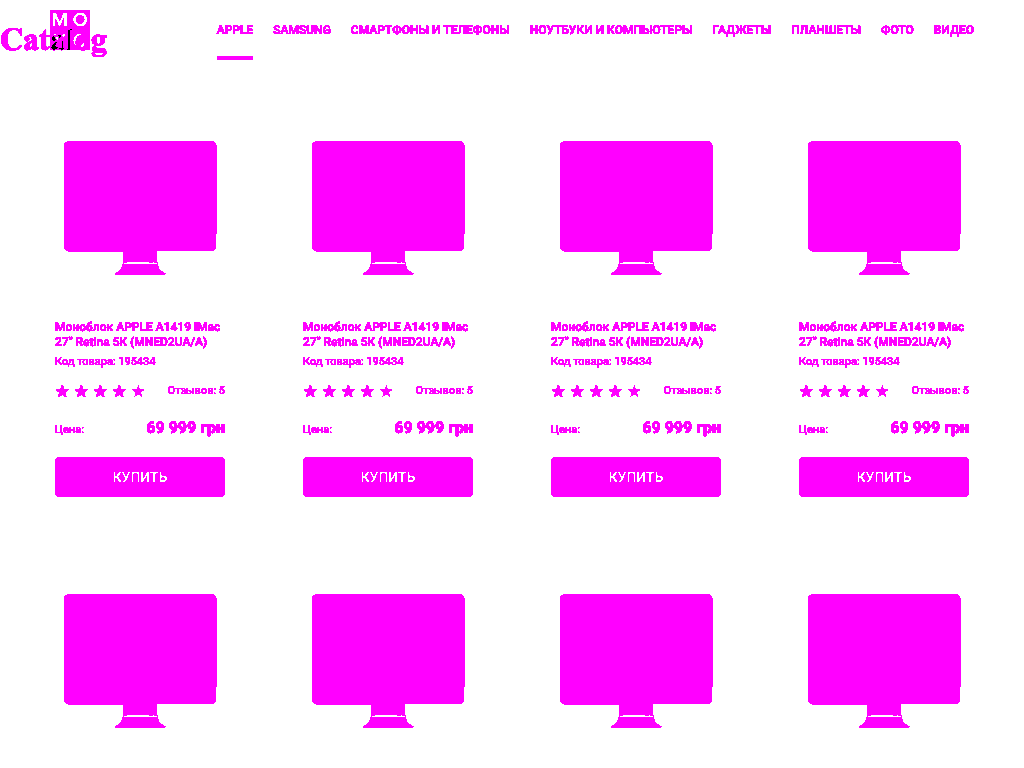 MO
Catalog
APPLE SAMSUNG СМАРТФОНЫ И ТЕЛЕФОНЫ НОУТБУКИ И КОМПЬЮТЕРЫ ГАДЖЕТЫ ПЛАНШЕТЫ ФОТО ВИДЕО
Моноблок APPLE A1419 iMac Моноблок APPLE A1419 iMac Моноблок APPLE A1419 iMac Моноблок APPLE A1419 iMac
27" Retina 5K (MNED2UA/A) 27" Retina 5K (MNED2UA/A) 27" Retina 5K (MNED2UA/A) 27" Retina 5K (MNED2UA/A)
Код товара: 195434 Код товара: 195434 Код товара: 195434 Код товара: 195434
Отзывов: 5 Отзывов: 5 Отзывов: 5 Отзывов: 5
Цена: 69 999 грн Цена: 69 999 грн Цена: 69 999 грн Цена: 69 999 грн
КУПИТЬ КУПИТЬ КУПИТЬ КУПИТЬ